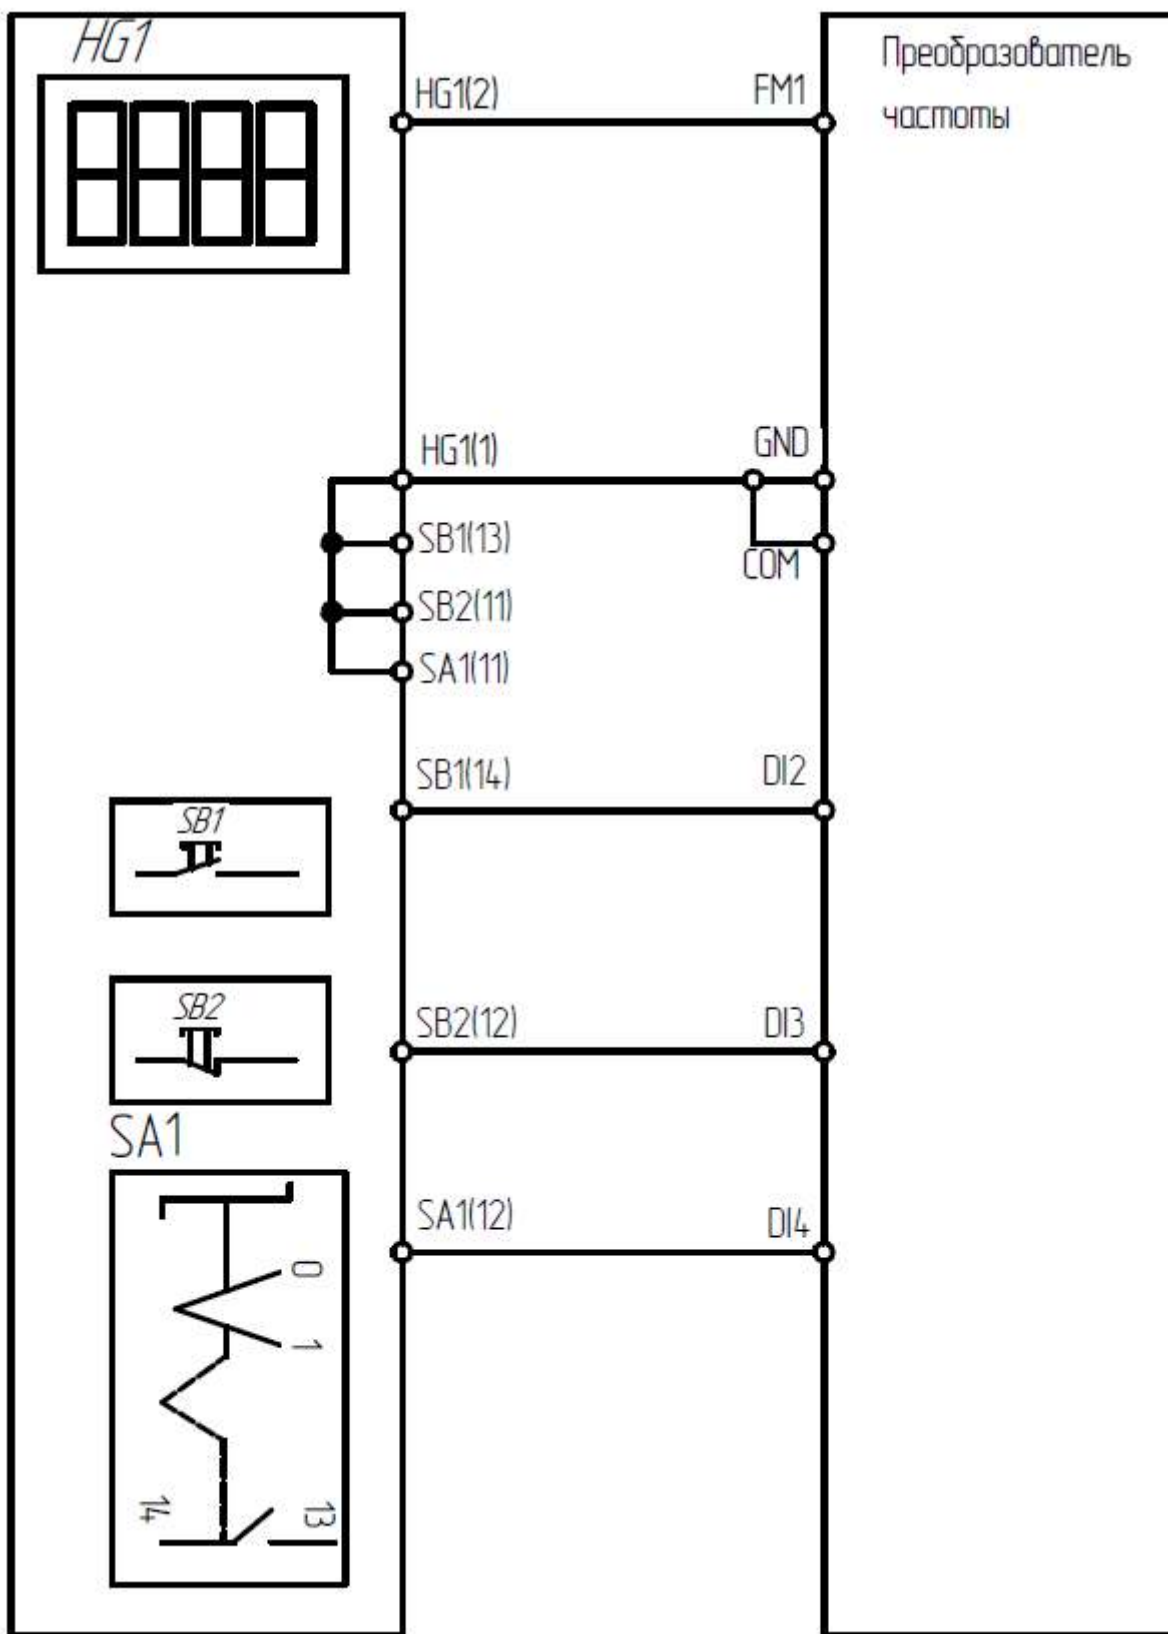 HG1
Преобразователь
частоты
HG1(2)
FM1
HG1(1)
GND
SB1(13)
COM
SB2(11)
SA1(11)
SB1(14)
DI2
SB1
SB2
SB2(12)
DI3
SA1
SA1(12)
DI4
0
1
14
13